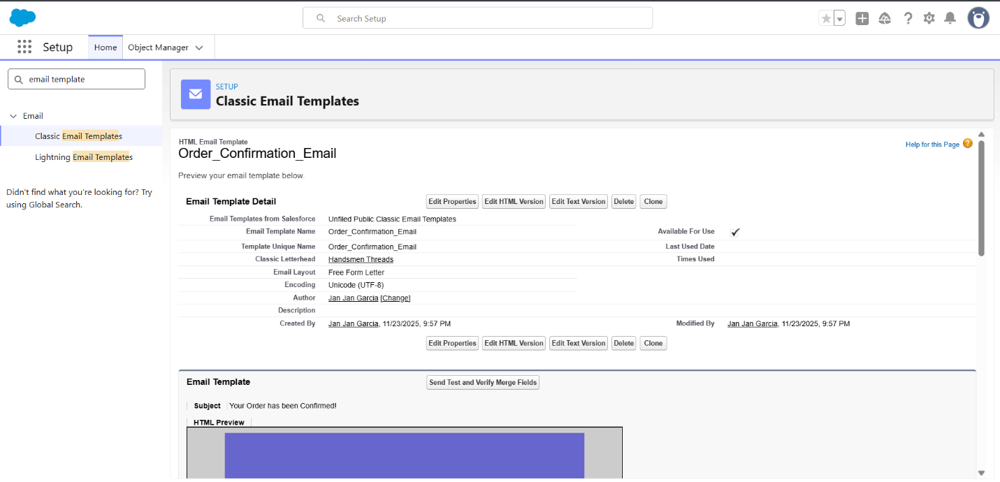 Search Setup
Setup
Home
Object Manager
email template
Email
Classic Email Templates
Lightning Email Templates
Didn't find what you're looking for? Try
using Global Search.
SETUP
Classic Email Templates
HTML Email Template
Order_Confirmation_Email
Help for this Page
Preview your email template below.
Email Template Detail
Edit Properties Edit HTML Version Edit Text Version Delete Clone
Email Templates from Salesforce Unfiled Public Classic Email Templates
Email Template Name Order_Confirmation_Email Available For Use
Template Unique Name Order_Confirmation_Email Last Used Date
Classic Letterhead Handsmen Threads Times Used
Email Layout Free Form Letter
Encoding Unicode (UTF-8)
Author Jan Jan Garcia [Change]
Description
Created By Jan Jan Garcia, 11/23/2025, 9:57 PM Modified By Jan Jan Garcia, 11/23/2025, 9:57 PM
Edit Properties Edit HTML Version Edit Text Version Delete Clone
Email Template Send Test and Verify Merge Fields
Subject Your Order has been Confirmed!
HTML Preview